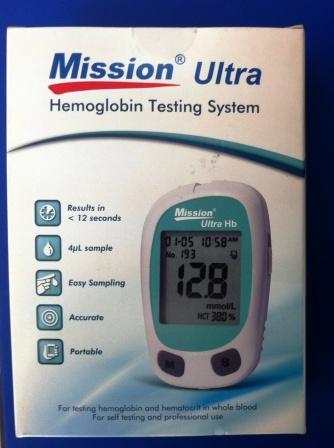 Mission® Ultra
Hemoglobin Testing System
Results in
< 12 seconds
4µL sample
Easy Sampling
Accurate
Portable
Mission®
Ultra Hb
01-05 10:58 AM
No. 193
12.8
mmol/L
HCT 38.0 %
M
S
For testing hemoglobin and hematocrit in whole blood
For self testing and professional use